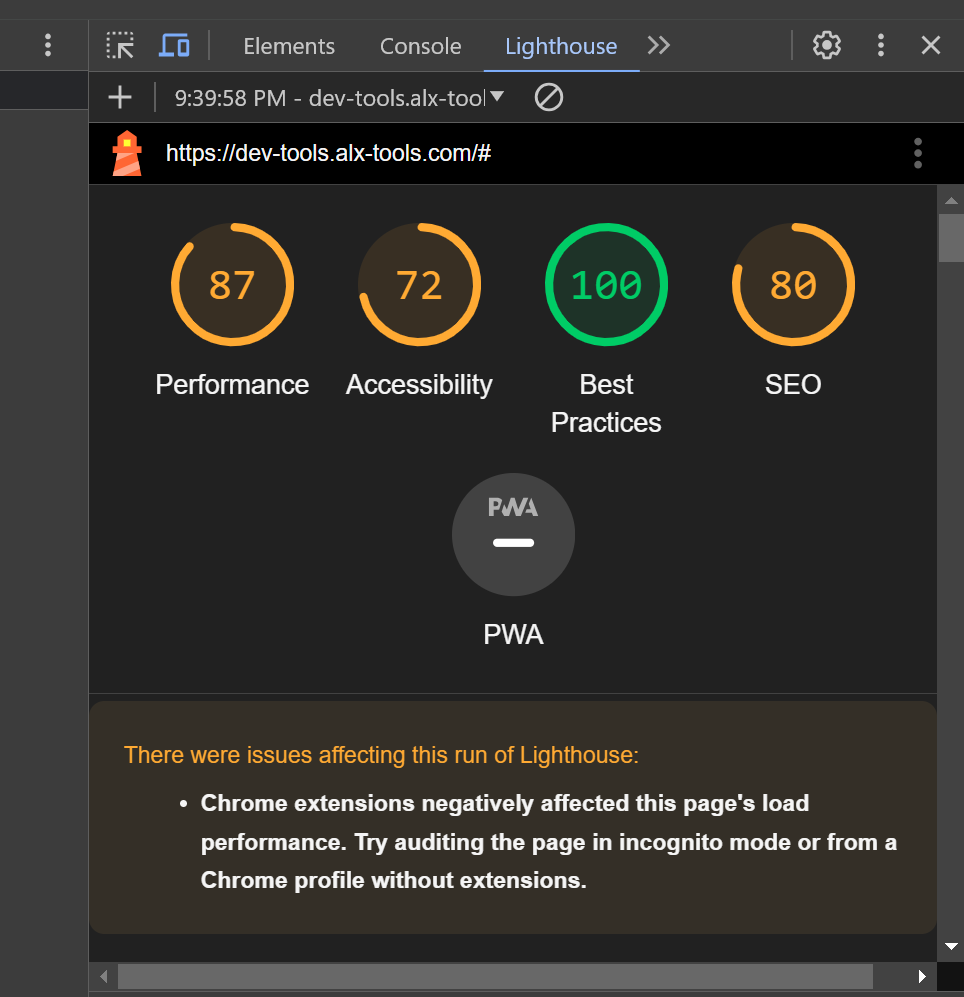 Elements Console Lighthouse
9:39:58 PM - dev-tools.alx-tool
https://dev-tools.alx-tools.com/#
87 72 100 80
Performance Accessibility Best Practices SEO
PWA
PWA
There were issues affecting this run of Lighthouse:
• Chrome extensions negatively affected this page's load
performance. Try auditing the page in incognito mode or from a
Chrome profile without extensions.